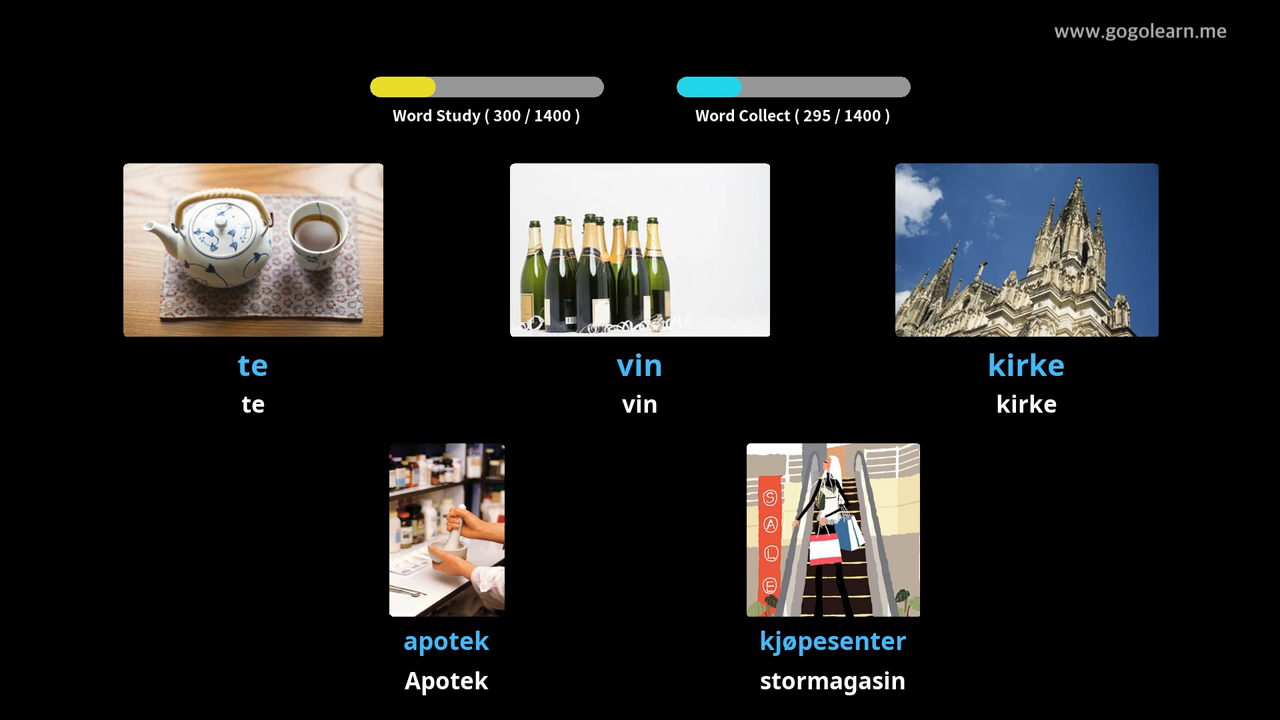 www.gogolearn.me
Word Study ( 300 / 1400 )
Word Collect ( 295 / 1400 )
te
te
vin
vin
kirke
kirke
apotek
Apotek
SALE
kjøpesenter
stormagasin